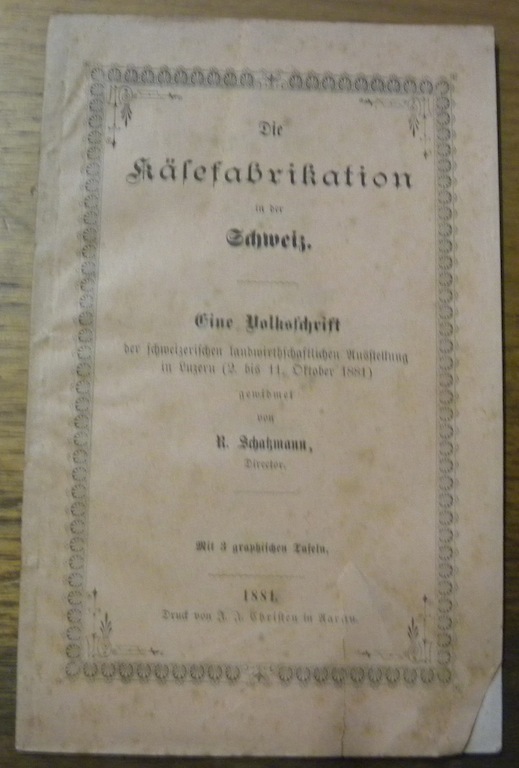 Die
Käsefabrikation
in der
Schweiz.
Eine Volksschrift
der schweizerischen landwirthschaftlichen Ausstellung
in Luzern (2. bis 11. Oktober 1881)
gewidmet
von
R. Schatzmann,
Director.
Mit 3 graphischen Tafeln.
1881.
Druck von J. J. Christen in Aarau.